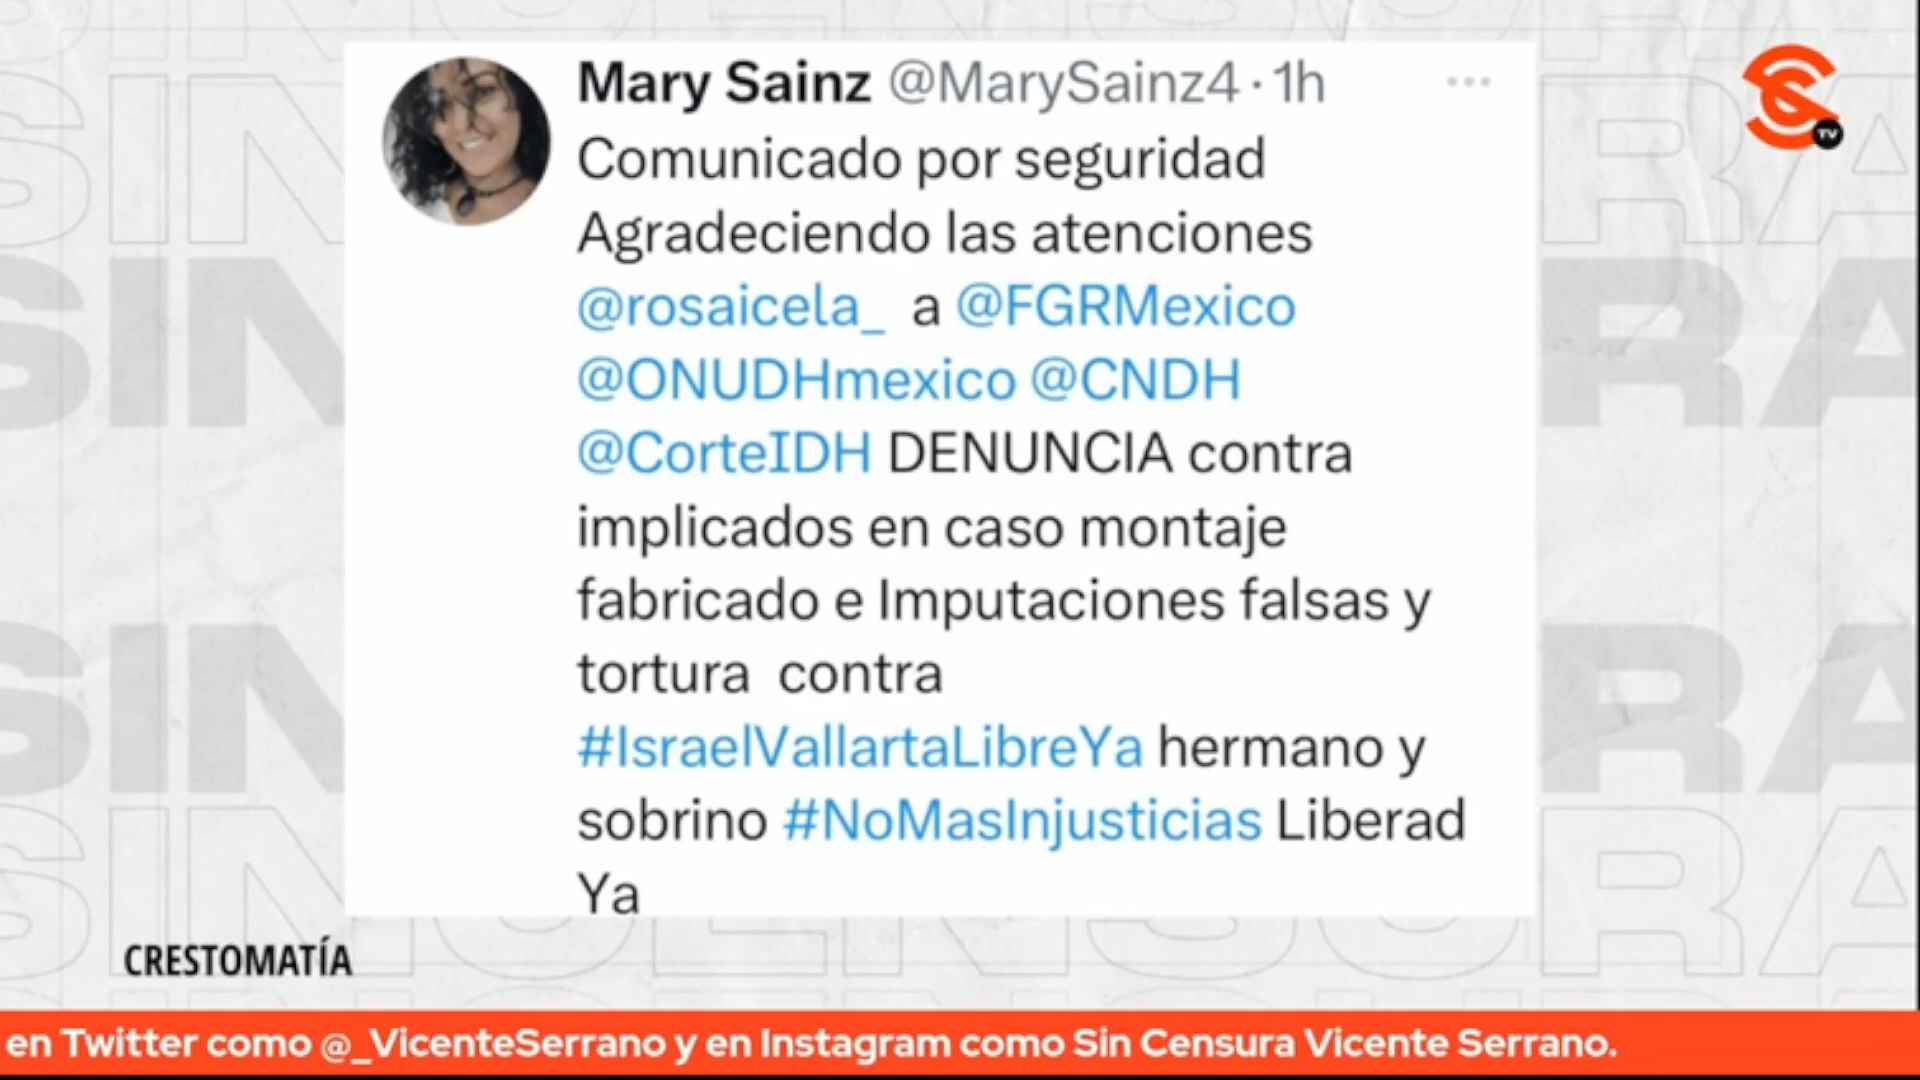 Mary Sainz @MarySainz4 · 1h
Comunicado por seguridad
Agradeciendo las atenciones
@rosaicela_ a @FGRMexico
@ONUDHmexico @CNDH
@CorteIDH DENUNCIA contra
implicados en caso montaje
fabricado e Imputaciones falsas y
tortura contra
#IsraelVallartaLibreYa hermano y
sobrino #NoMasInjusticias Liberad
Ya
TV
CRESTOMATÍA
en Twitter como @_VicenteSerrano y en Instagram como Sin Censura Vicente Serrano.